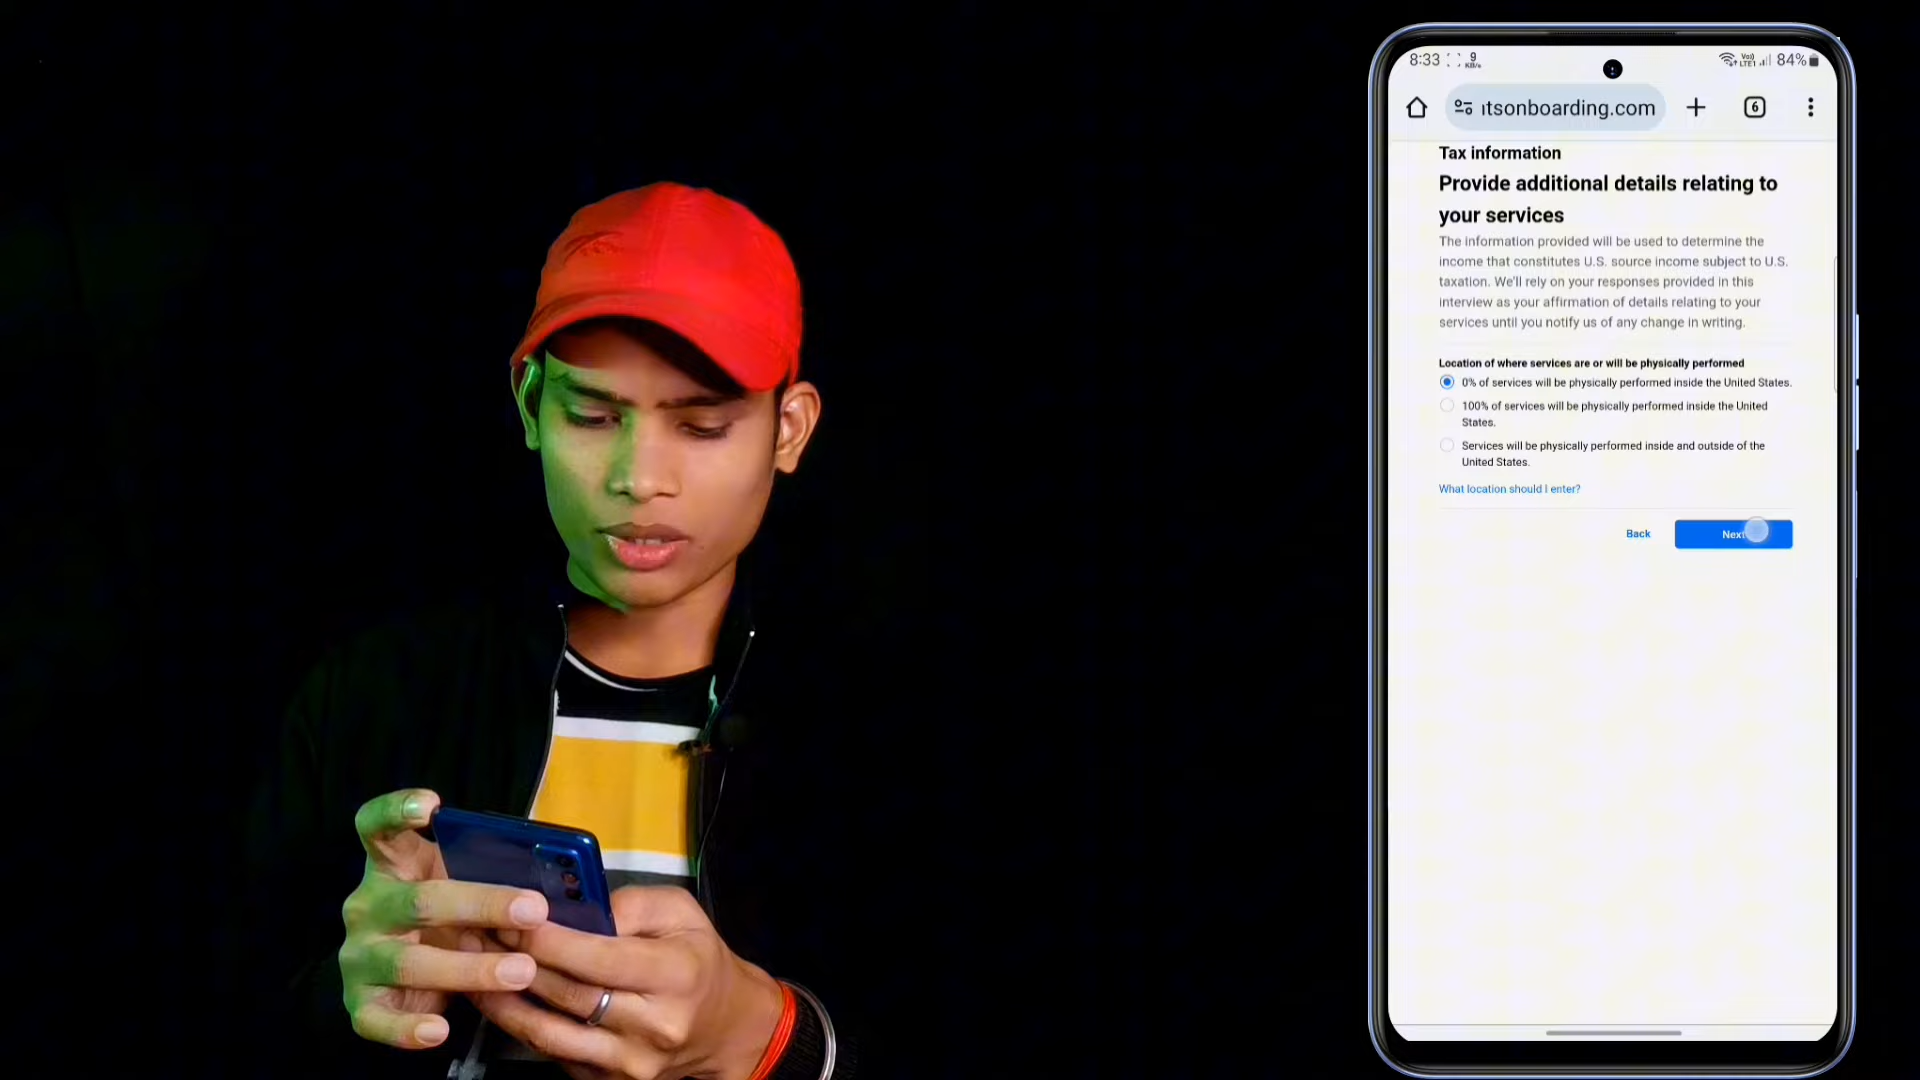 8:33 9 KB/s Vo) LTE1 84%
ıtsonboarding.com 6
Tax information
Provide additional details relating to
your services
The information provided will be used to determine the
income that constitutes U.S. source income subject to U.S.
taxation. We'll rely on your responses provided in this
interview as your affirmation of details relating to your
services until you notify us of any change in writing.
Location of where services are or will be physically performed
0% of services will be physically performed inside the United States.
100% of services will be physically performed inside the United
States.
Services will be physically performed inside and outside of the
United States.
What location should I enter?
Back Next